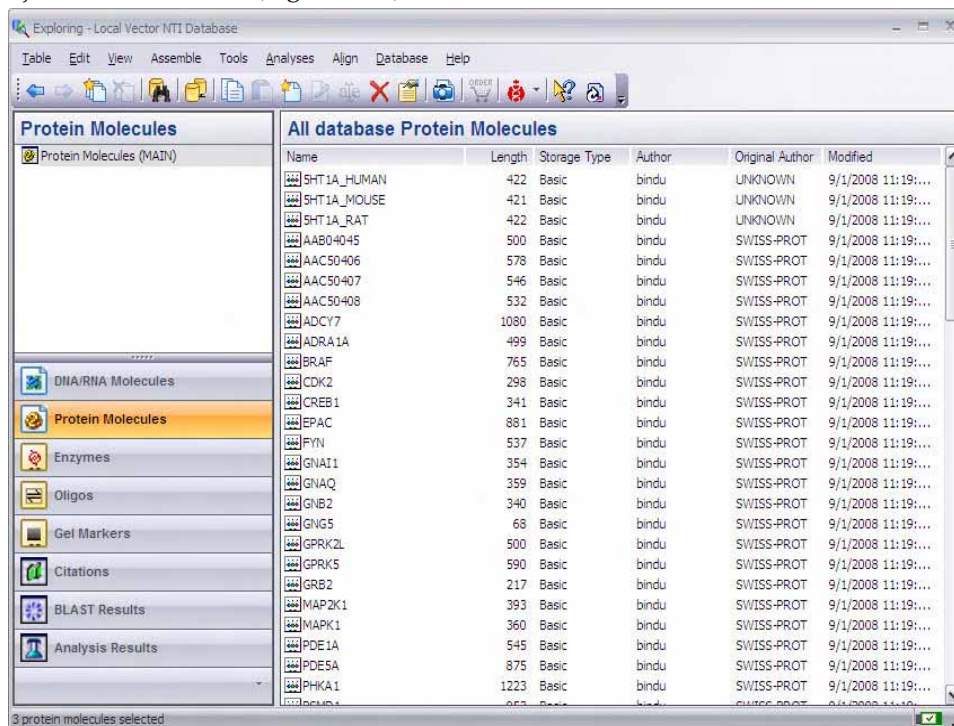 Exploring - Local Vector NTI Database
Table Edit View Assemble Tools Analyses Align Database Help
ORDER
Protein Molecules
Protein Molecules (MAIN)
DNA/RNA Molecules
Protein Molecules
Enzymes
Oligos
Gel Markers
Citations
BLAST Results
Analysis Results
All database Protein Molecules
Name Length Storage Type Author Original Author Modified
5HT1A_HUMAN 422 Basic bindu UNKNOWN 9/1/2008 11:19:...
5HT1A_MOUSE 421 Basic bindu UNKNOWN 9/1/2008 11:19:...
5HT1A_RAT 422 Basic bindu UNKNOWN 9/1/2008 11:19:...
AAB04045 500 Basic bindu SWISS-PROT 9/1/2008 11:19:...
AAC50406 578 Basic bindu SWISS-PROT 9/1/2008 11:19:...
AAC50407 546 Basic bindu SWISS-PROT 9/1/2008 11:19:...
AAC50408 532 Basic bindu SWISS-PROT 9/1/2008 11:19:...
ADCY7 1080 Basic bindu SWISS-PROT 9/1/2008 11:19:...
ADRA1A 499 Basic bindu SWISS-PROT 9/1/2008 11:19:...
BRAF 765 Basic bindu SWISS-PROT 9/1/2008 11:19:...
CDK2 298 Basic bindu SWISS-PROT 9/1/2008 11:19:...
CREB1 341 Basic bindu SWISS-PROT 9/1/2008 11:19:...
EPAC 881 Basic bindu SWISS-PROT 9/1/2008 11:19:...
FYN 537 Basic bindu SWISS-PROT 9/1/2008 11:19:...
GNAI1 354 Basic bindu SWISS-PROT 9/1/2008 11:19:...
GNAQ 359 Basic bindu SWISS-PROT 9/1/2008 11:19:...
GNB2 340 Basic bindu SWISS-PROT 9/1/2008 11:19:...
GNG5 68 Basic bindu SWISS-PROT 9/1/2008 11:19:...
GPRK2L 500 Basic bindu SWISS-PROT 9/1/2008 11:19:...
GPRK5 590 Basic bindu SWISS-PROT 9/1/2008 11:19:...
GRB2 217 Basic bindu SWISS-PROT 9/1/2008 11:19:...
MAP2K1 393 Basic bindu SWISS-PROT 9/1/2008 11:19:...
MAPK1 360 Basic bindu SWISS-PROT 9/1/2008 11:19:...
PDE1A 545 Basic bindu SWISS-PROT 9/1/2008 11:19:...
PDE5A 875 Basic bindu SWISS-PROT 9/1/2008 11:19:...
PHKA1 1223 Basic bindu SWISS-PROT 9/1/2008 11:19:...
3 protein molecules selected